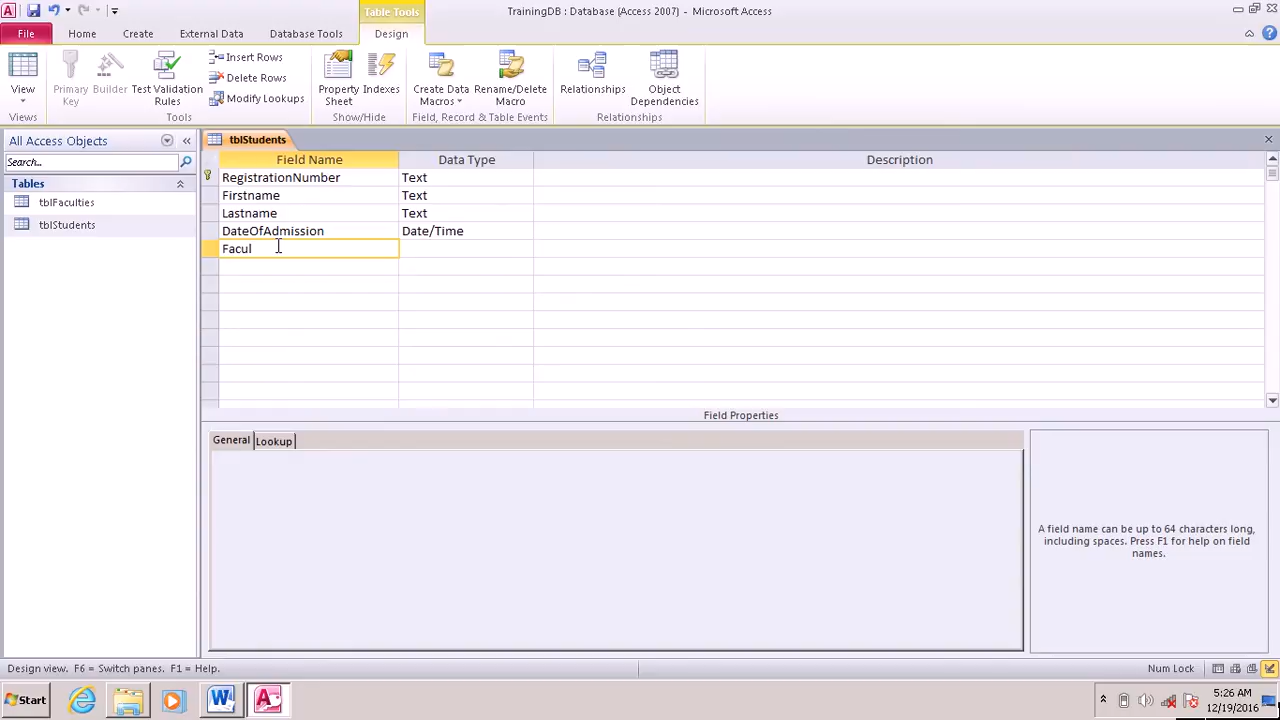 TrainingDB : Database (Access 2007) - Microsoft Access
Table Tools
File Home Create External Data Database Tools Design
View
Primary Key
Builder
Test Validation Rules
Insert Rows
Delete Rows
Modify Lookups
Property Sheet
Indexes
Create Data Macros
Rename/Delete Macro
Relationships
Object Dependencies
Views Tools Show/Hide Field, Record & Table Events Relationships
All Access Objects
Search...
Tables
tblFaculties
tblStudents
tblStudents
Field Name Data Type Description
RegistrationNumber Text
Firstname Text
Lastname Text
DateOfAdmission Date/Time
Facul
Field Properties
General Lookup
A field name can be up to 64 characters long,
including spaces. Press F1 for help on field
names.
Design view. F6 = Switch panes. F1 = Help.
Num Lock
Start
5:26 AM
12/19/2016